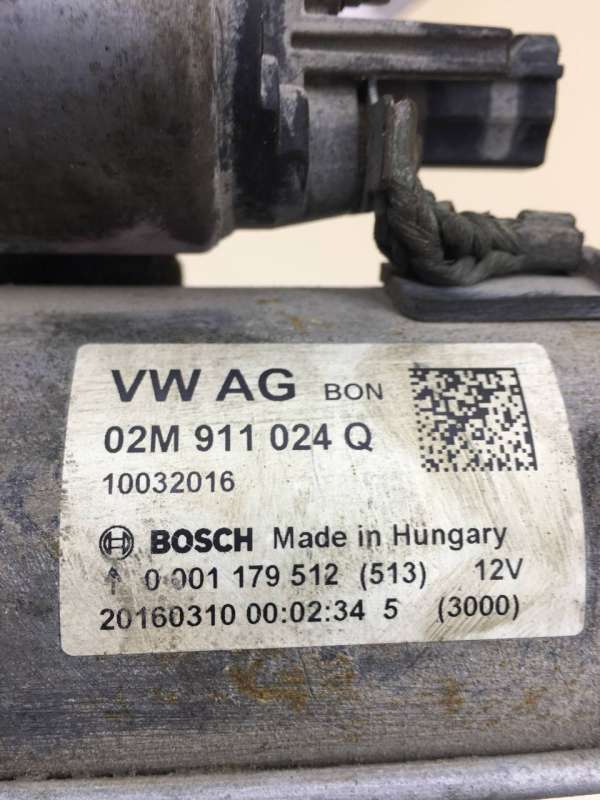 VW AG BON
02M 911 024 Q
10032016
BOSCH Made in Hungary
↑ 0 001 179 512 (513) 12V
20160310 00:02:34 5 (3000)